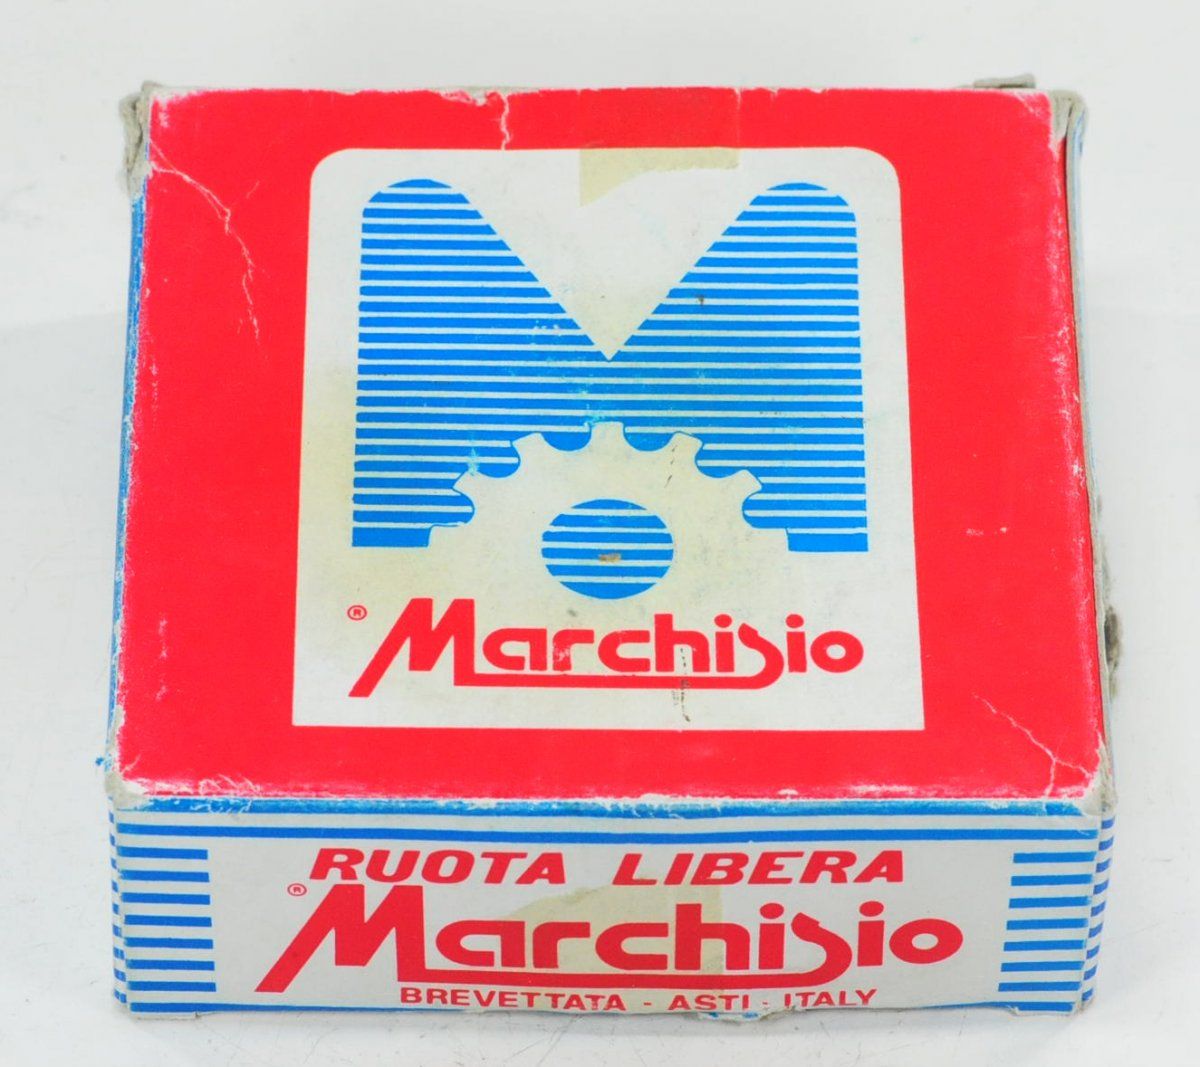 ® Marchisio
RUOTA LIBERA
® Marchisio
BREVETTATA - ASTI - ITALY